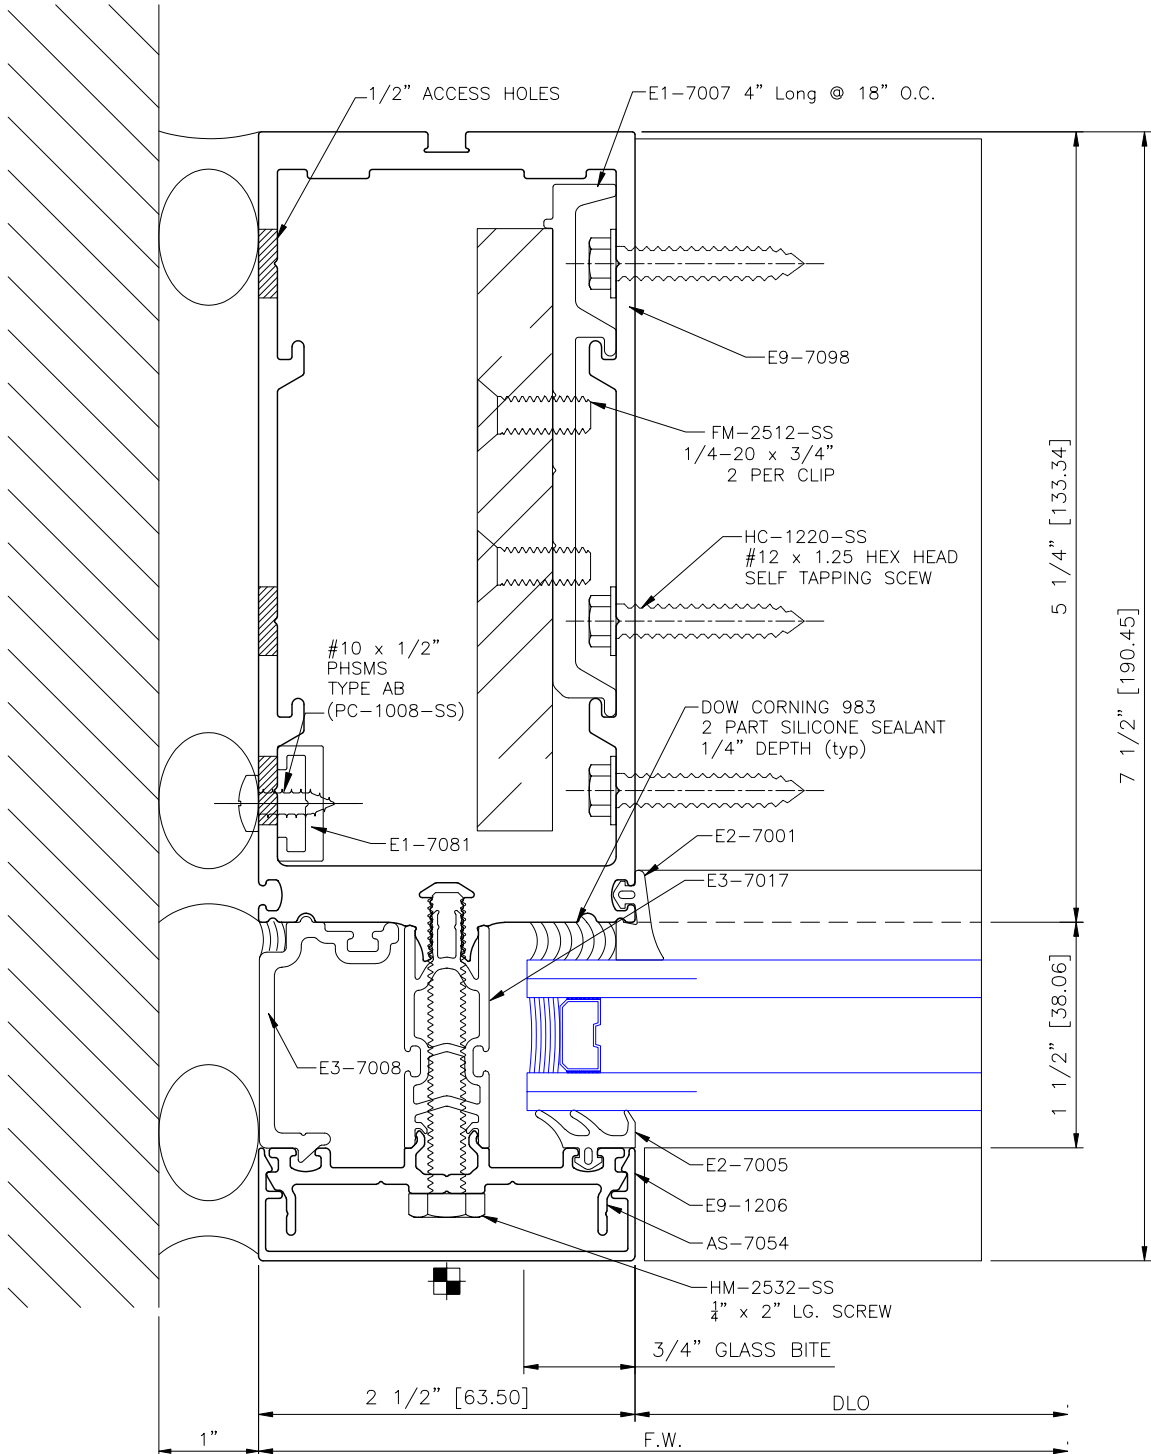 1/2” ACCESS HOLES
E1-7007 4” Long @ 18” O.C.
E9-7098
FM-2512-SS
1/4-20 x 3/4”
2 PER CLIP
HC-1220-SS
#12 x 1.25 HEX HEAD
SELF TAPPING SCEW
5 1/4” [133.34]
7 1/2” [190.45]
#10 x 1/2”
PHSMS
TYPE AB
(PC-1008-SS)
DOW CORNING 983
2 PART SILICONE SEALANT
1/4” DEPTH (typ)
E1-7081
E2-7001
E3-7017
1 1/2” [38.06]
E3-7008
E2-7005
E9-1206
AS-7054
HM-2532-SS
1/4” x 2” LG. SCREW
3/4” GLASS BITE
2 1/2” [63.50]
DLO
1”
F.W.